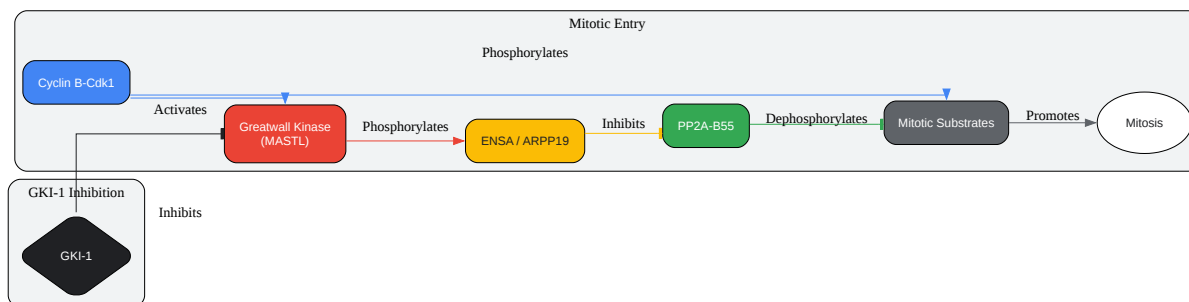 Mitotic Entry
Phosphorylates
Cyclin B-Cdk1
Activates
Greatwall Kinase
(MASTL)
Phosphorylates
ENSA / ARPP19
Inhibits
PP2A-B55
Dephosphorylates
Mitotic Substrates
Promotes
Mitosis
GKI-1 Inhibition
Inhibits
GKI-1